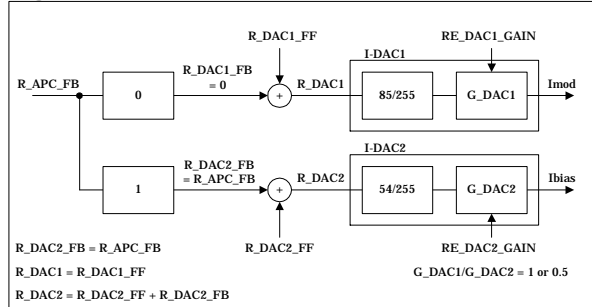 R_DAC1_FF
RE_DAC1_GAIN
I-DAC1
R_APC_FB
0
R_DAC1_FB
= 0
+
R_DAC1
85/255
G_DAC1
Imod
I-DAC2
1
R_DAC2_FB
= R_APC_FB
+
R_DAC2
54/255
G_DAC2
Ibias
R_DAC2_FF
RE_DAC2_GAIN
R_DAC2_FB = R_APC_FB
R_DAC1 = R_DAC1_FF
G_DAC1/G_DAC2 = 1 or 0.5
R_DAC2 = R_DAC2_FF + R_DAC2_FB